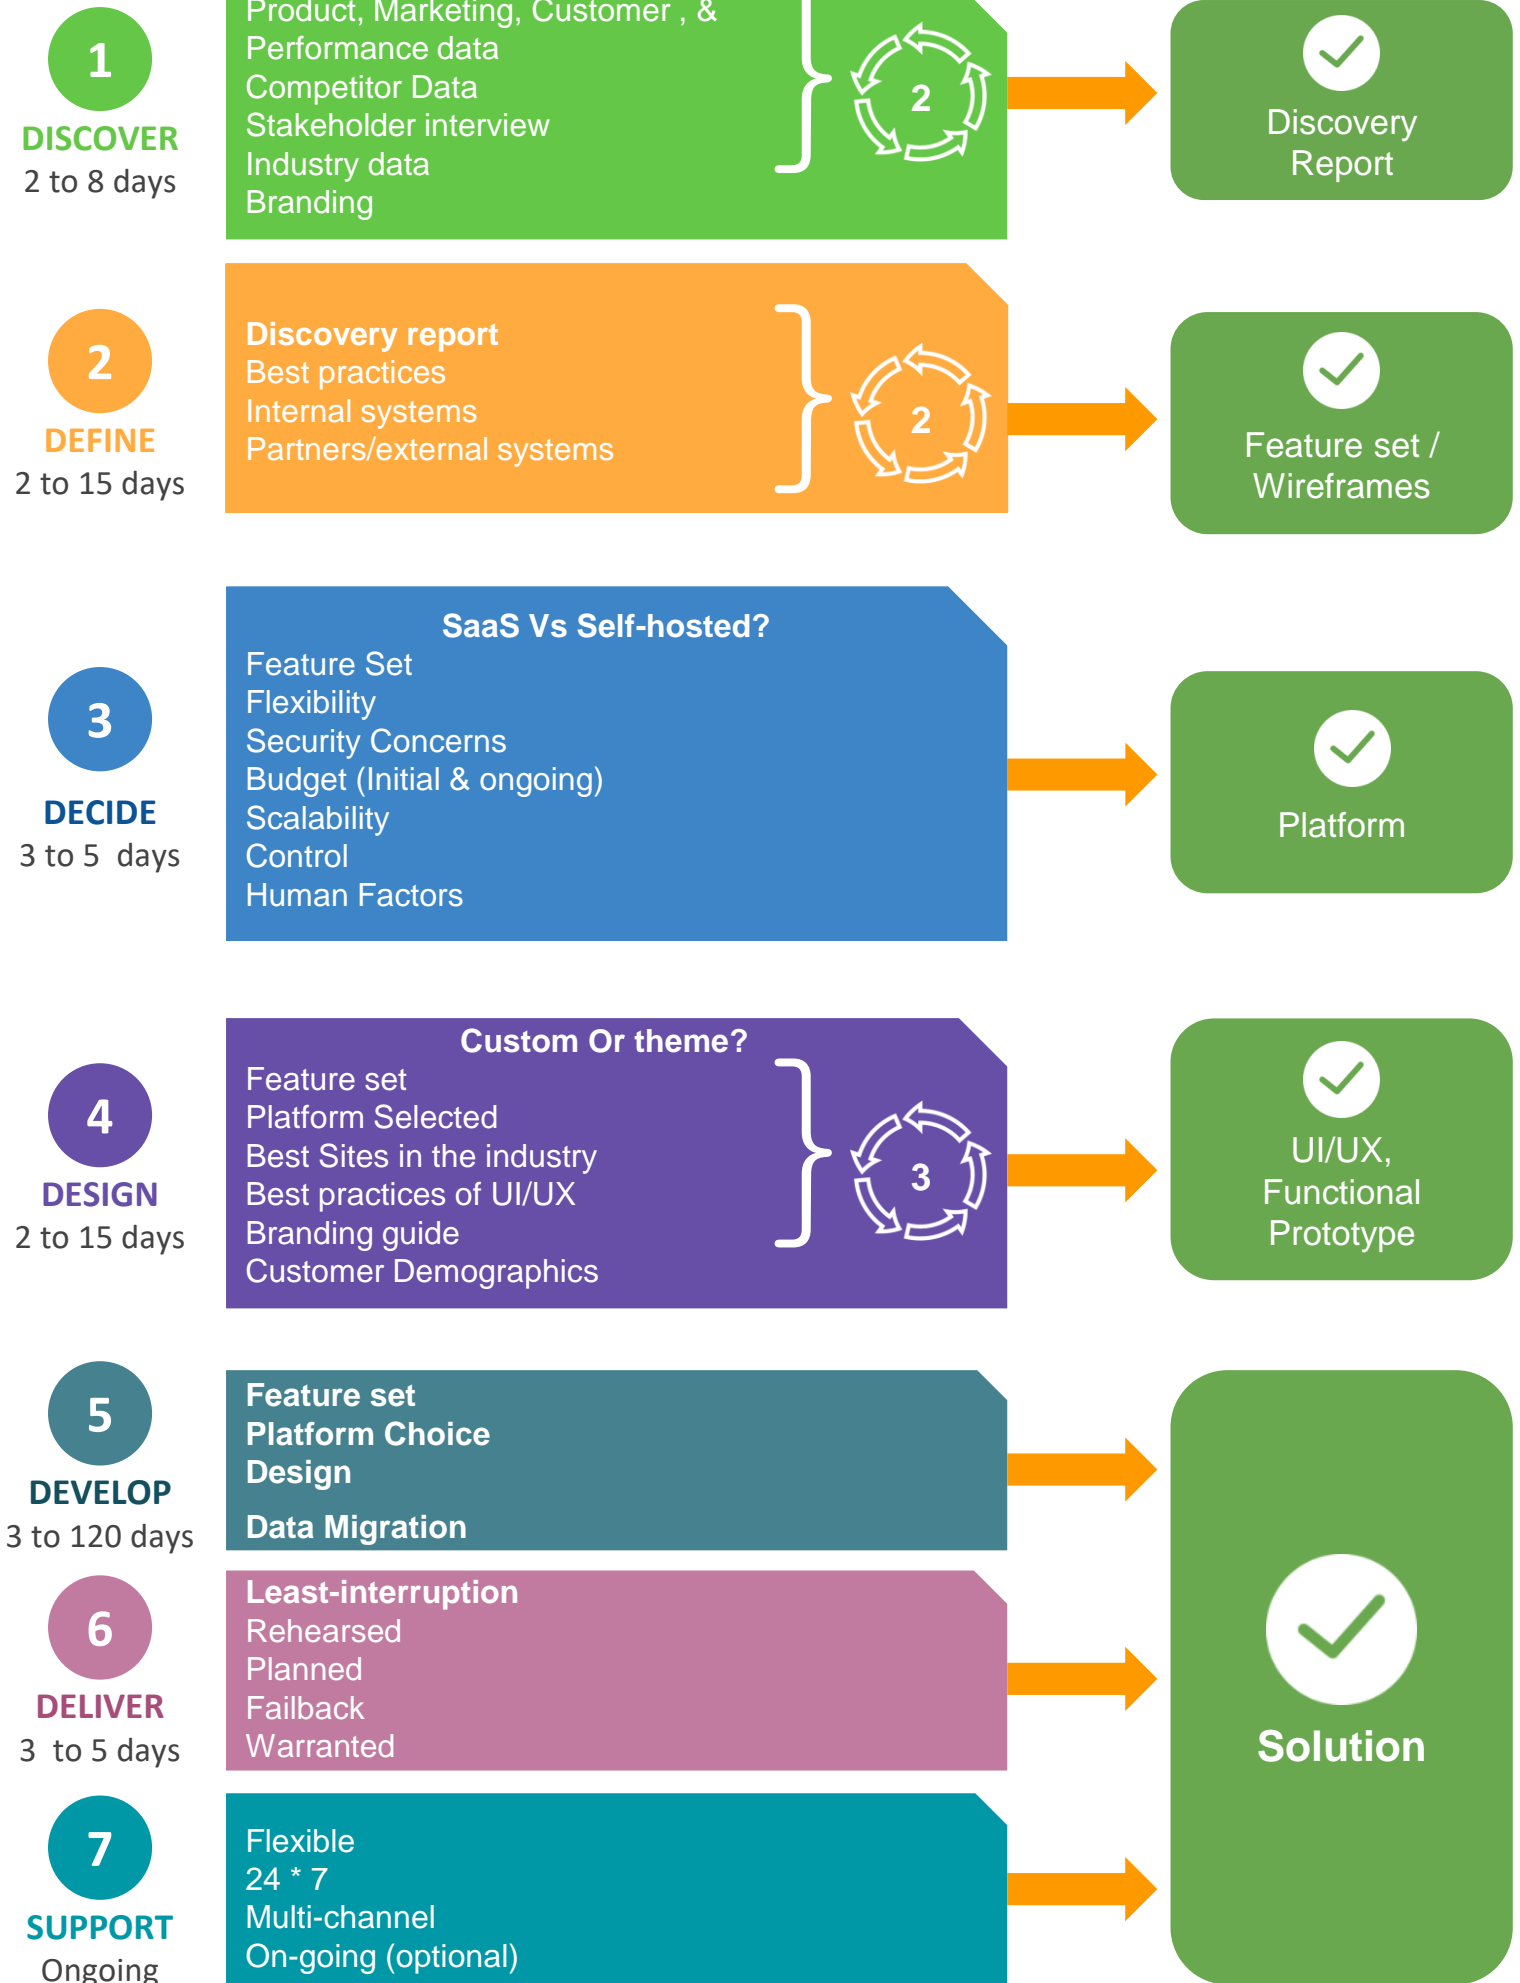 1
DISCOVER
2 to 8 days
Product, Marketing, Customer , &
Performance data
Competitor Data
Stakeholder interview
Industry data
Branding
2
Discovery
Report
2
DEFINE
2 to 15 days
Discovery report
Best practices
Internal systems
Partners/external systems
2
Feature set /
Wireframes
3
DECIDE
3 to 5  days
SaaS Vs Self-hosted?
Feature Set
Flexibility
Security Concerns
Budget (Initial & ongoing)
Scalability
Control
Human Factors
Platform
4
DESIGN
2 to 15 days
Custom Or theme?
Feature set
Platform Selected
Best Sites in the industry
Best practices of UI/UX
Branding guide
Customer Demographics
3
UI/UX,
Functional
Prototype
5
DEVELOP
3 to 120 days
Feature set
Platform Choice
Design
Data Migration
6
DELIVER
3  to 5 days
Least-interruption
Rehearsed
Planned
Failback
Warranted
7
SUPPORT
Ongoing
Flexible
24 * 7
Multi-channel
On-going (optional)
Solution